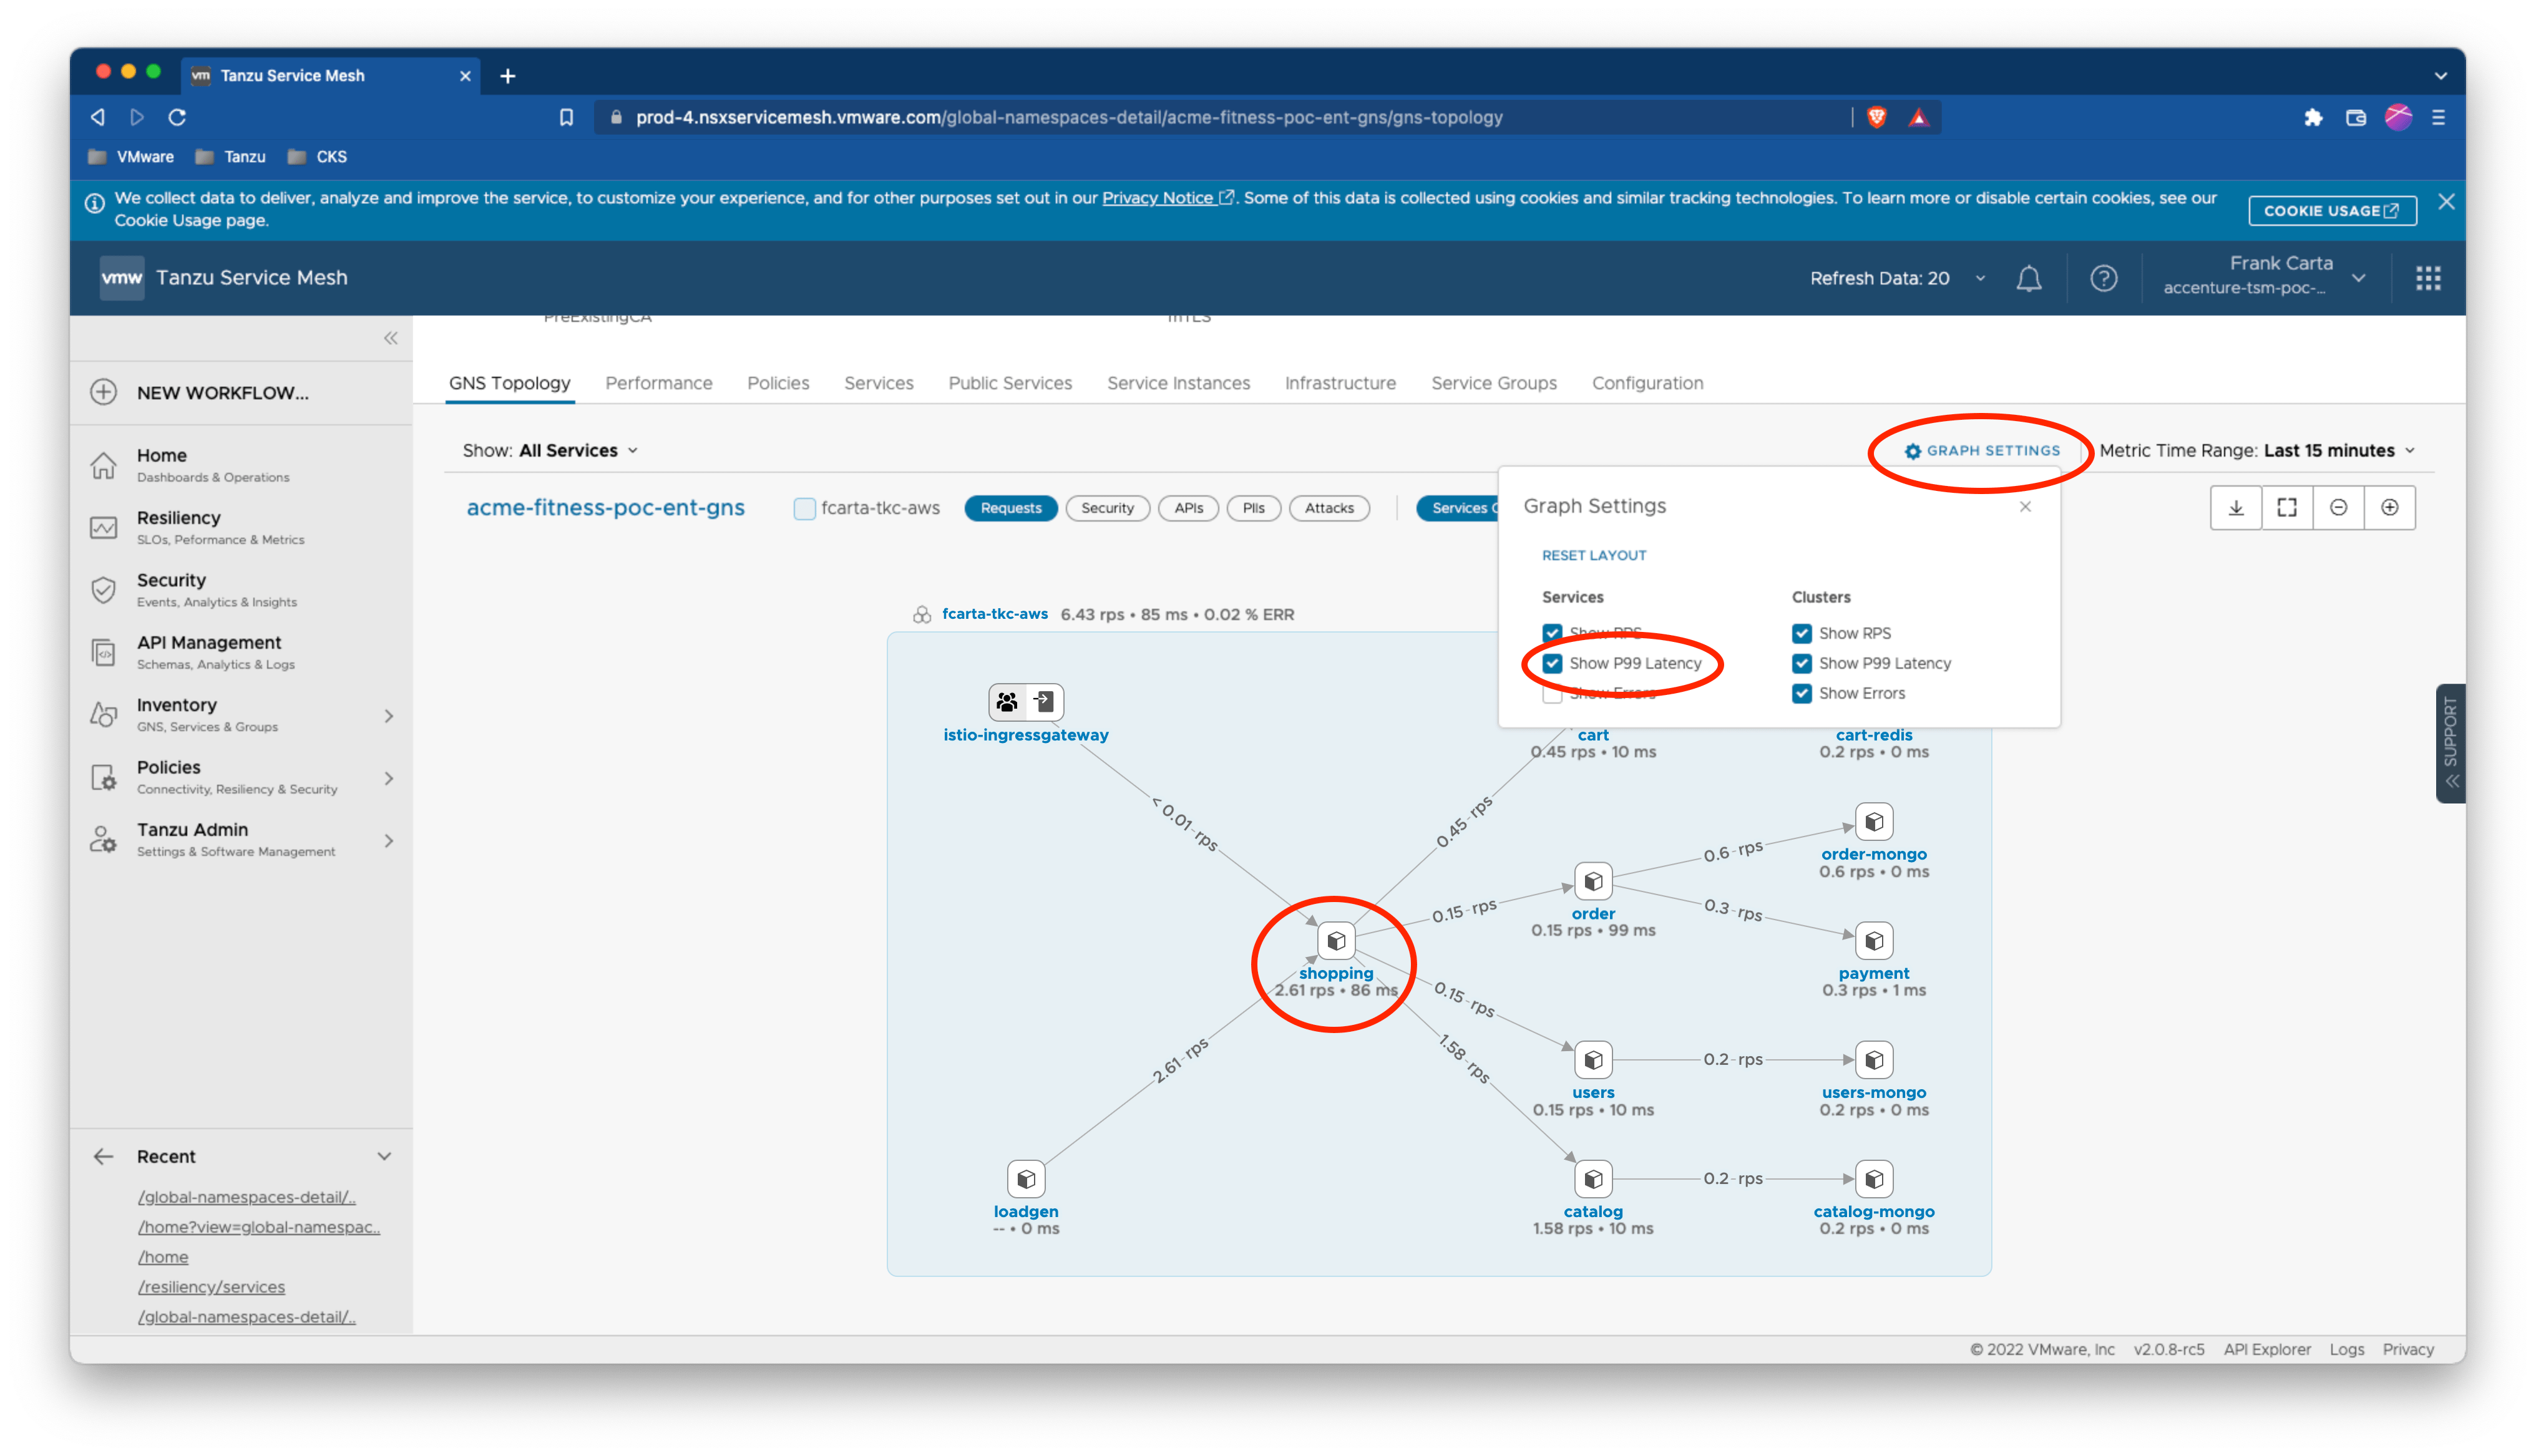 vm Tanzu Service Mesh
prod-4.nsxservicemesh.vmware.com/global-namespaces-detail/acme-fitness-poc-ent-gns/gns-topology
VMware Tanzu CKS
We collect data to deliver, analyze and improve the service, to customize your experience, and for other purposes set out in our Privacy Notice. Some of this data is collected using cookies and similar tracking technologies. To learn more or disable certain cookies, see our
Cookie Usage page.
COOKIE USAGE
vmw Tanzu Service Mesh
Refresh Data: 20
Frank Carta
accenture-tsm-poc-...
PreExistingCA mTLS
NEW WORKFLOW...
Home
Dashboards & Operations
Resiliency
SLOs, Peformance & Metrics
Security
Events, Analytics & Insights
API Management
Schemas, Analytics & Logs
Inventory
GNS, Services & Groups
Policies
Connectivity, Resiliency & Security
Tanzu Admin
Settings & Software Management
Recent
/global-namespaces-detail/..
/home?view=global-namespac..
/home
/resiliency/services
/global-namespaces-detail/..
GNS Topology Performance Policies Services Public Services Service Instances Infrastructure Service Groups Configuration
Show: All Services
GRAPH SETTINGS
Metric Time Range: Last 15 minutes
acme-fitness-poc-ent-gns
fcarta-tkc-aws
Requests Security APIs PIIs Attacks
Services
Graph Settings
RESET LAYOUT
Services
Show RPS
Show P99 Latency
Show Errors
Clusters
Show RPS
Show P99 Latency
Show Errors
fcarta-tkc-aws 6.43 rps • 85 ms • 0.02 % ERR
istio-ingressgateway
< 0.01 rps
cart
0.45 rps • 10 ms
cart-redis
0.2 rps • 0 ms
0.45 rps
order-mongo
0.6 rps • 0 ms
0.6 rps
order
0.15 rps • 99 ms
0.15 rps
0.3 rps
shopping
2.61 rps • 86 ms
payment
0.3 rps • 1 ms
0.15 rps
1.58 rps
2.61 rps
users
0.15 rps • 10 ms
0.2 rps
users-mongo
0.2 rps • 0 ms
loadgen
-- • 0 ms
catalog
1.58 rps • 10 ms
0.2 rps
catalog-mongo
0.2 rps • 0 ms
SUPPORT
© 2022 VMware, Inc v2.0.8-rc5 API Explorer Logs Privacy